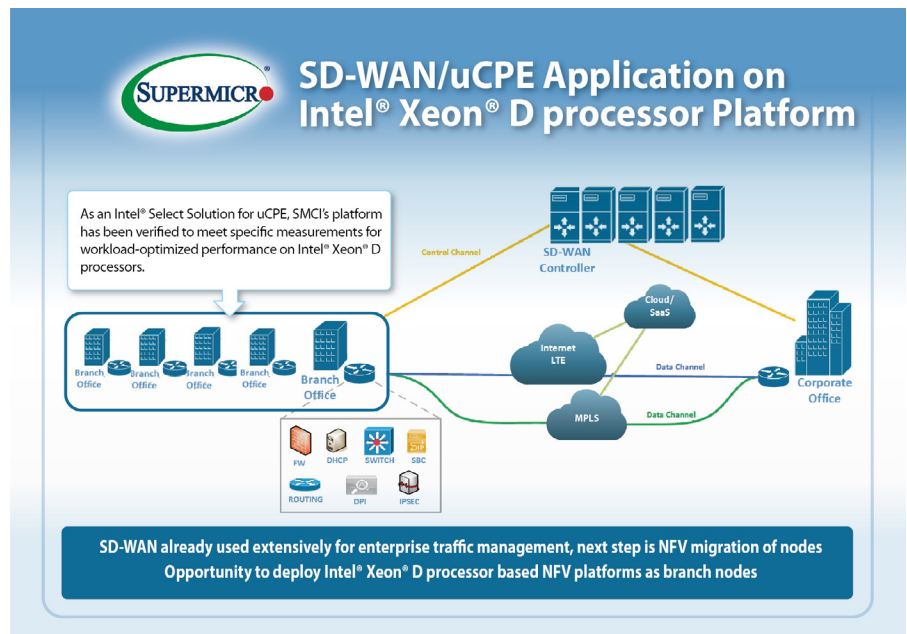 SUPERMICRO®
SD-WAN/uCPE Application on
Intel® Xeon® D processor Platform
As an Intel® Select Solution for uCPE, SMCI's platform
has been verified to meet specific measurements for
workload-optimized performance on Intel® Xeon® D
processors.
Control Channel
SD-WAN
Controller
Cloud/
SaaS
Internet
LTE
Data Channel
MPLS
Data Channel
Corporate
Office
Branch
Office
Branch
Office
Branch
Office
Branch
Office
Branch
Office
FW
DHCP
SWITCH
SBC
ROUTING
DPI
IPSEC
SD-WAN already used extensively for enterprise traffic management, next step is NFV migration of nodes
Opportunity to deploy Intel® Xeon® D processor based NFV platforms as branch nodes